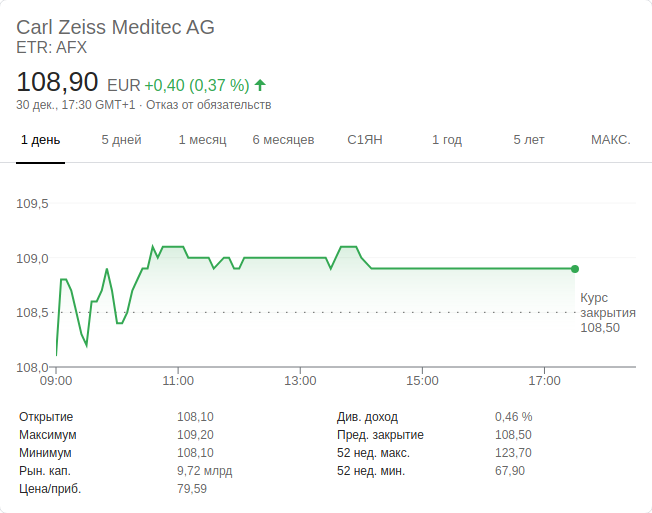 Carl Zeiss Meditec AG
ETR: AFX
108,90 EUR +0,40 (0,37 %)
30 дек., 17:30 GMT+1 · Отказ от обязательств
1 день 5 дней 1 месяц 6 месяцев С1ЯН 1 год 5 лет МАКС.
109,5
109,0
108,5
108,0
Курс
закрытия
108,50
09:00 11:00 13:00 15:00 17:00
Открытие 108,10 Див. доход 0,46 %
Максимум 109,20 Пред. закрытие 108,50
Минимум 108,10 52 нед. макс. 123,70
Рын. кап. 9,72 млрд 52 нед. мин. 67,90
Цена/приб. 79,59